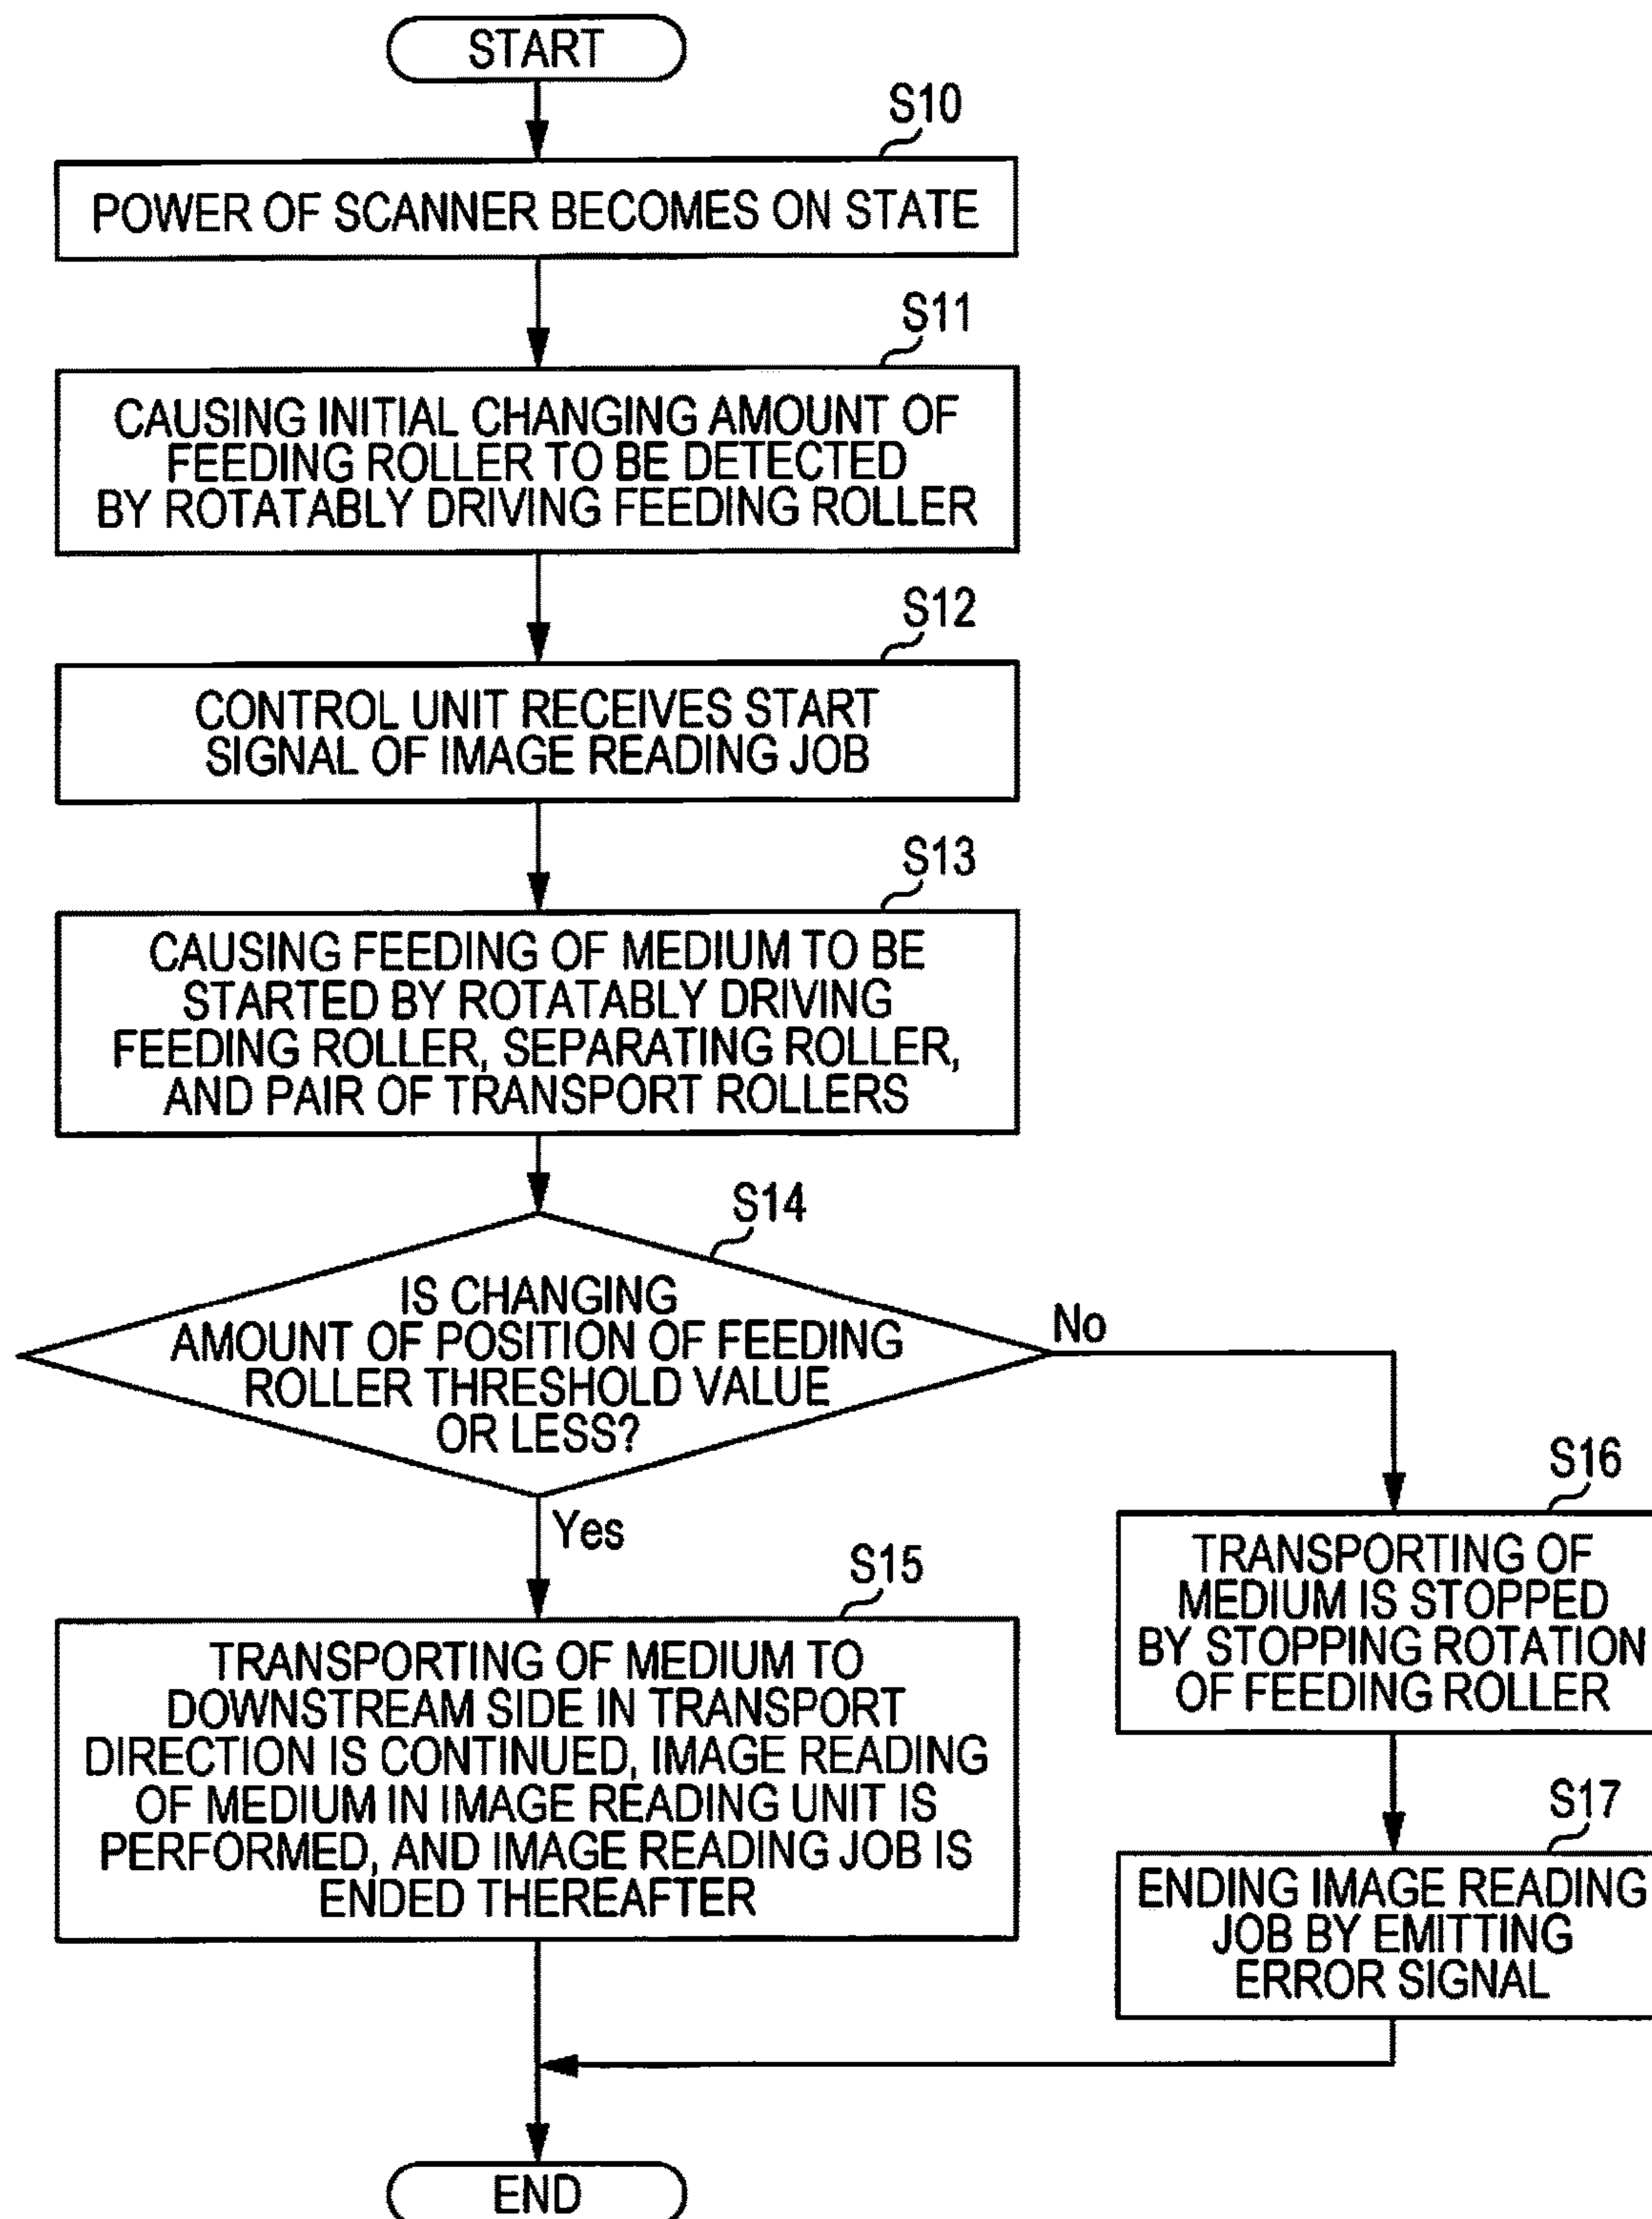 START
S10
POWER OF SCANNER BECOMES ON STATE
S11
CAUSING INITIAL CHANGING AMOUNT OF
FEEDING ROLLER TO BE DETECTED
BY ROTATABLY DRIVING FEEDING ROLLER
S12
CONTROL UNIT RECEIVES START
SIGNAL OF IMAGE READING JOB
S13
CAUSING FEEDING OF MEDIUM TO BE
STARTED BY ROTATABLY DRIVING
FEEDING ROLLER, SEPARATING ROLLER,
AND PAIR OF TRANSPORT ROLLERS
S14
IS CHANGING
AMOUNT OF POSITION OF FEEDING
ROLLER THRESHOLD VALUE
OR LESS?
No
Yes
S15
TRANSPORTING OF MEDIUM TO
DOWNSTREAM SIDE IN TRANSPORT
DIRECTION IS CONTINUED, IMAGE READING
OF MEDIUM IN IMAGE READING UNIT IS
PERFORMED, AND IMAGE READING JOB IS
ENDED THEREAFTER
S16
TRANSPORTING OF
MEDIUM IS STOPPED
BY STOPPING ROTATION
OF FEEDING ROLLER
S17
ENDING IMAGE READING
JOB BY EMITTING
ERROR SIGNAL
END